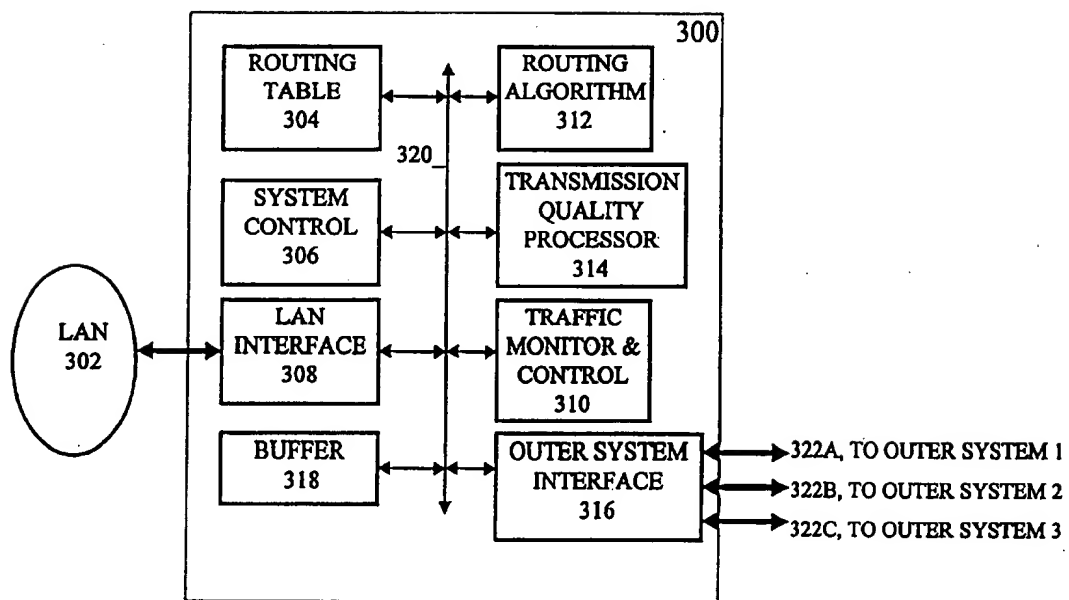 300
ROUTING
TABLE
304
ROUTING
ALGORITHM
312
320
SYSTEM
CONTROL
306
TRANSMISSION
QUALITY
PROCESSOR
314
LAN
302
LAN
INTERFACE
308
TRAFFIC
MONITOR &
CONTROL
310
BUFFER
318
OUTER SYSTEM
INTERFACE
316
322A, TO OUTER SYSTEM 1
322B, TO OUTER SYSTEM 2
322C, TO OUTER SYSTEM 3